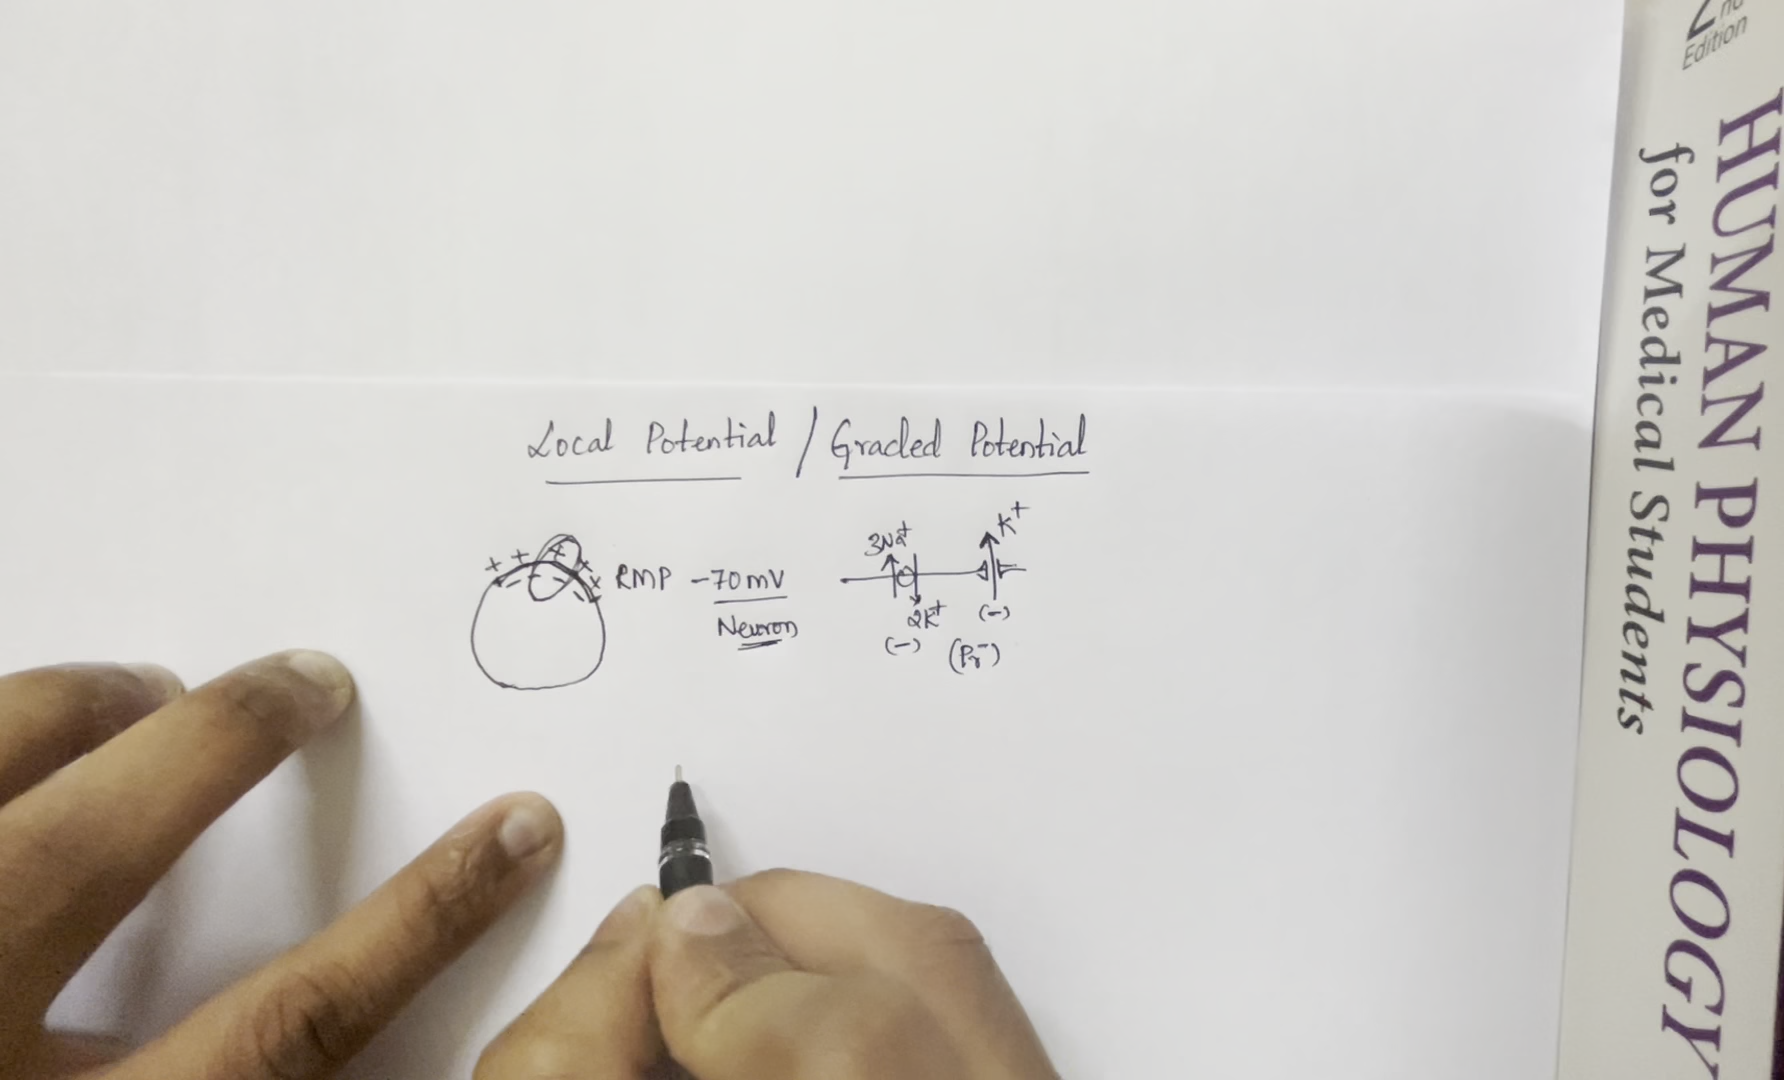 Local Potential / Graded Potential
+ + + + + RMP -70mV
Neuron
3Na+ K+
2K+ (-)
(-) (Pr-)
2nd
Edition
HUMAN PHYSIOLOGY
for Medical Students